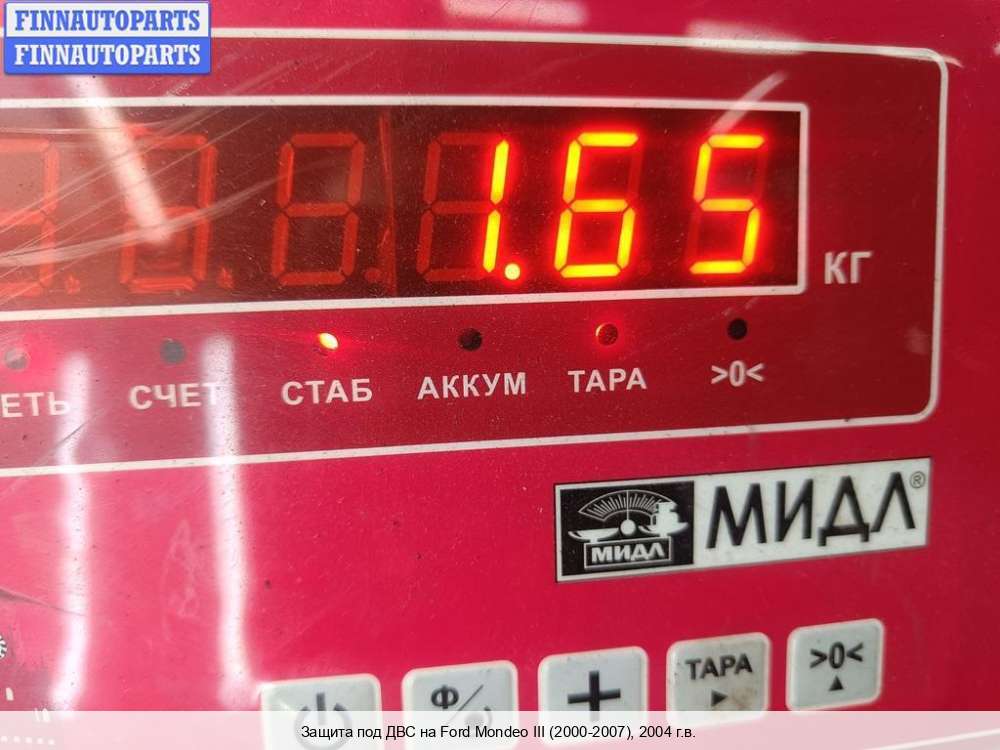 FINNAUTOPARTS
FINNAUTOPARTS
1.65
КГ
ЕТЬ СЧЕТ СТАБ АККУМ ТАРА >0<
МИДЛ МИДЛ®
Ф/ + ТАРА >0<
Защита под ДВС на Ford Mondeo III (2000-2007), 2004 г.в.